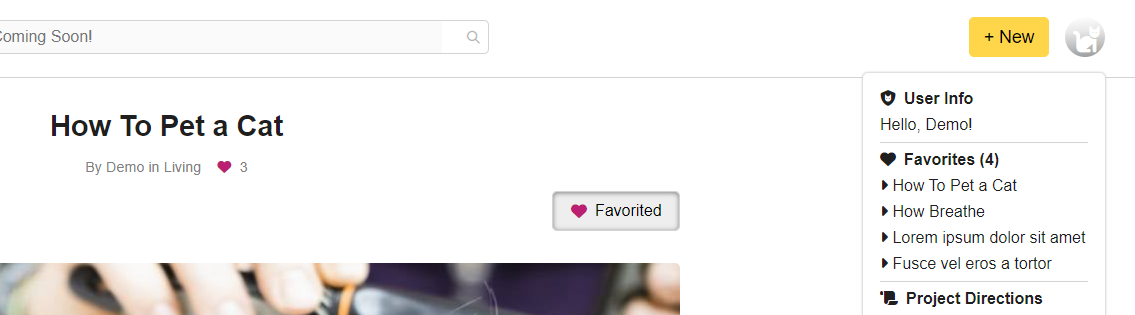 Coming Soon!
+ New
How To Pet a Cat
By Demo in Living 3
Favorited
User Info
Hello, Demo!
Favorites (4)
How To Pet a Cat
How Breathe
Lorem ipsum dolor sit amet
Fusce vel eros a tortor
Project Directions